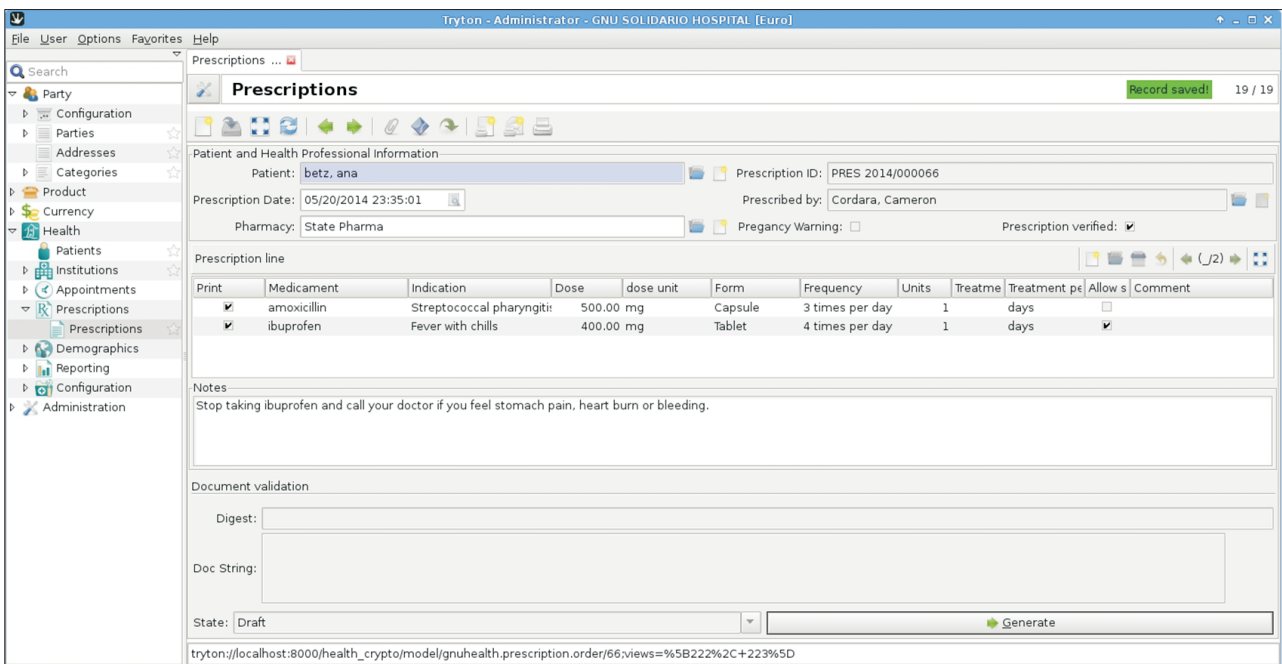 Tryton - Administrator - GNU SOLIDARIO HOSPITAL [Euro]
File User Options Favorites Help
Search
Party
Configuration
Parties
Addresses
Categories
Product
Currency
Health
Patients
Institutions
Appointments
Prescriptions
Prescriptions
Demographics
Reporting
Configuration
Administration
Prescriptions ...
Prescriptions Record saved! 19 / 19
Patient and Health Professional Information
Patient: betz, ana Prescription ID: PRES 2014/000066
Prescription Date: 05/20/2014 23:35:01 Prescribed by: Cordara, Cameron
Pharmacy: State Pharma Pregancy Warning: Prescription verified:
Prescription line (_/2)
Print Medicament Indication Dose dose unit Form Frequency Units Treatme Treatment pe Allow s Comment
amoxicillin Streptococcal pharyngitis 500.00 mg Capsule 3 times per day 1 days
ibuprofen Fever with chills 400.00 mg Tablet 4 times per day 1 days
Notes
Stop taking ibuprofen and call your doctor if you feel stomach pain, heart burn or bleeding.
Document validation
Digest:
Doc String:
State: Draft Generate
tryton://localhost:8000/health_crypto/model/gnuhealth.prescription.order/66;views=%5B222%2C+223%5D